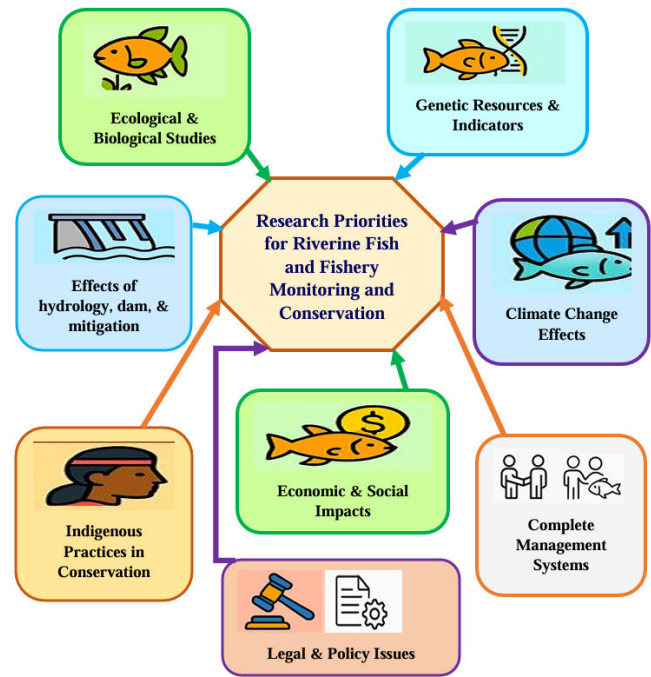 Ecological &
Biological Studies
Genetic Resources &
Indicators
Research Priorities
for Riverine Fish
and Fishery
Monitoring and
Conservation
Effects of
hydrology, dam, &
mitigation
Climate Change
Effects
Indigenous
Practices in
Conservation
$
Economic & Social
Impacts
Complete
Management
Systems
Legal & Policy Issues